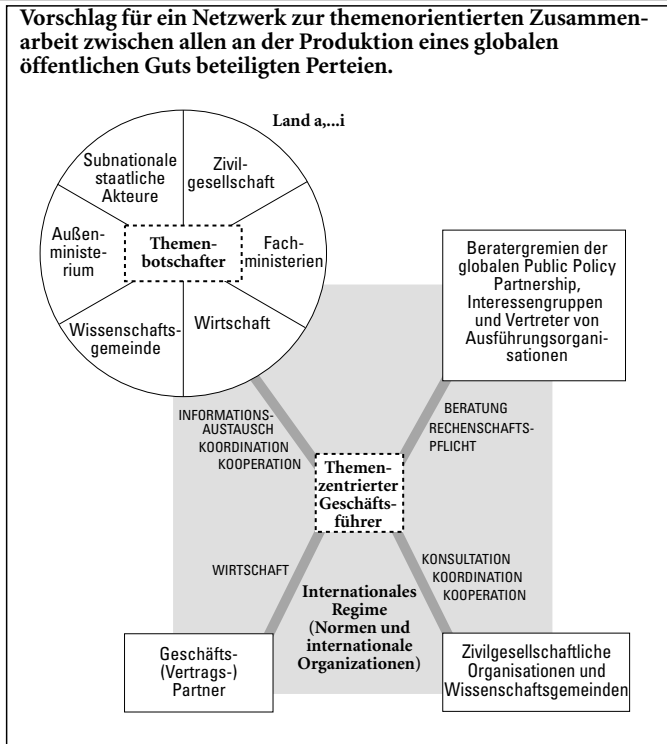 Vorschlag für ein Netzwerk zur themenorientierten Zusammen-
arbeit zwischen allen an der Produktion eines globalen
öffentlichen Guts beteiligten Perteien.
Land a,...i
Subnationale
staatliche
Akteure
Zivil-
gesellschaft
Außen-
ministe-
rium
Themen-
botschafter
Fach-
ministerien
Wissenschafts-
gemeinde
Wirtschaft
Beratergremien der
globalen Public Policy
Partnership,
Interessengruppen
und Vertreter von
Ausführungsorgani-
sationen
INFORMATIONS-
AUSTAUSCH
KOORDINATION
KOOPERATION
BERATUNG
RECHENSCHAFTS-
PFLICHT
Themen-
zentrierter
Geschäfts-
führer
WIRTSCHAFT
KONSULTATION
KOORDINATION
KOOPERATION
Internationales
Regime
(Normen und
internationale
Organizationen)
Geschäfts-
(Vertrags-)
Partner
Zivilgesellschaftliche
Organisationen und
Wissenschaftsgemeinden